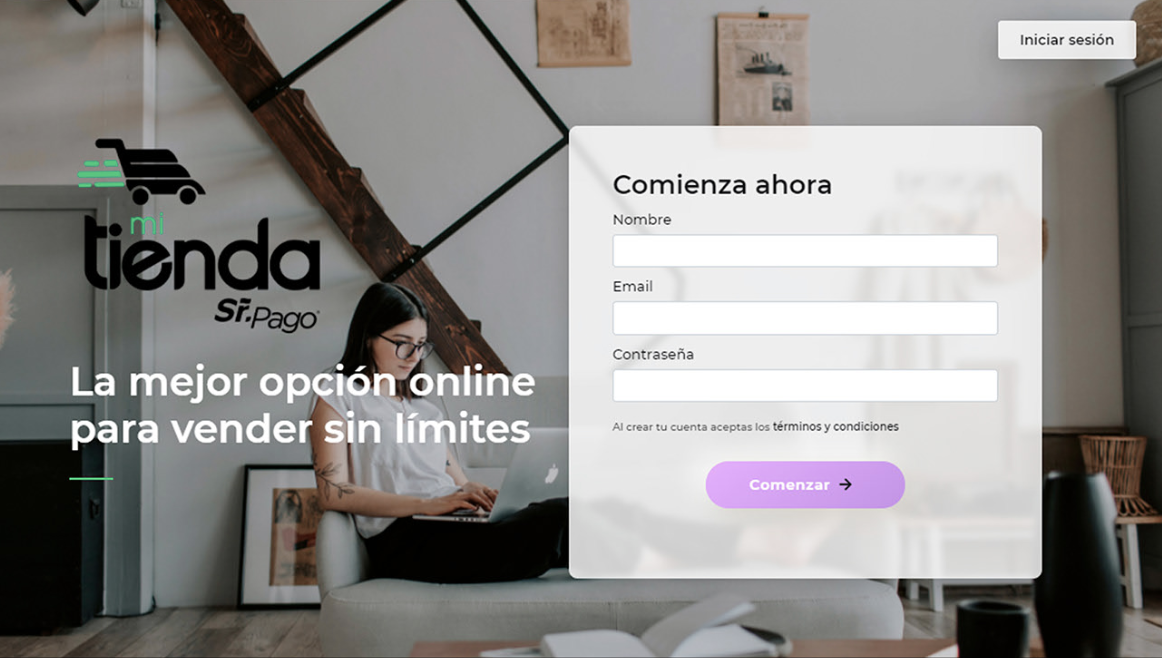 Iniciar sesión
mi
tienda
Sr.Pago
La mejor opción online
para vender sin límites
Comienza ahora
Nombre
Email
Contraseña
Al crear tu cuenta aceptas los términos y condiciones
Comenzar →